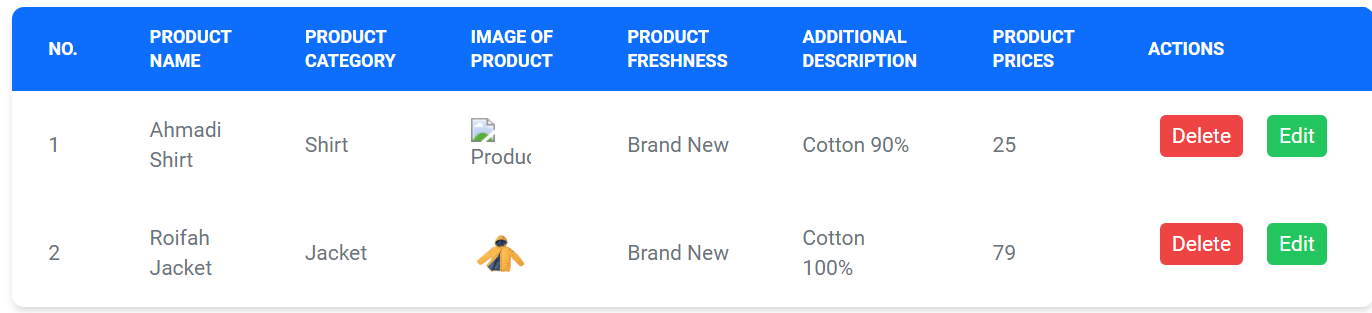 NO.
PRODUCT NAME
PRODUCT CATEGORY
IMAGE OF PRODUCT
PRODUCT FRESHNESS
ADDITIONAL DESCRIPTION
PRODUCT PRICES
ACTIONS
1
Ahmadi
Shirt
Shirt
Produc
Brand New
Cotton 90%
25
Delete
Edit
2
Roifah
Jacket
Jacket
Brand New
Cotton
100%
79
Delete
Edit